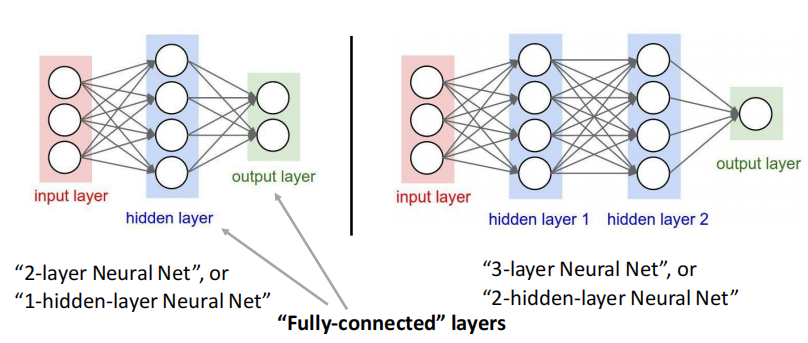 input layer
hidden layer
output layer
“2-layer Neural Net”, or
“1-hidden-layer Neural Net”
input layer
hidden layer 1
hidden layer 2
output layer
“3-layer Neural Net”, or
“2-hidden-layer Neural Net”
“Fully-connected” layers